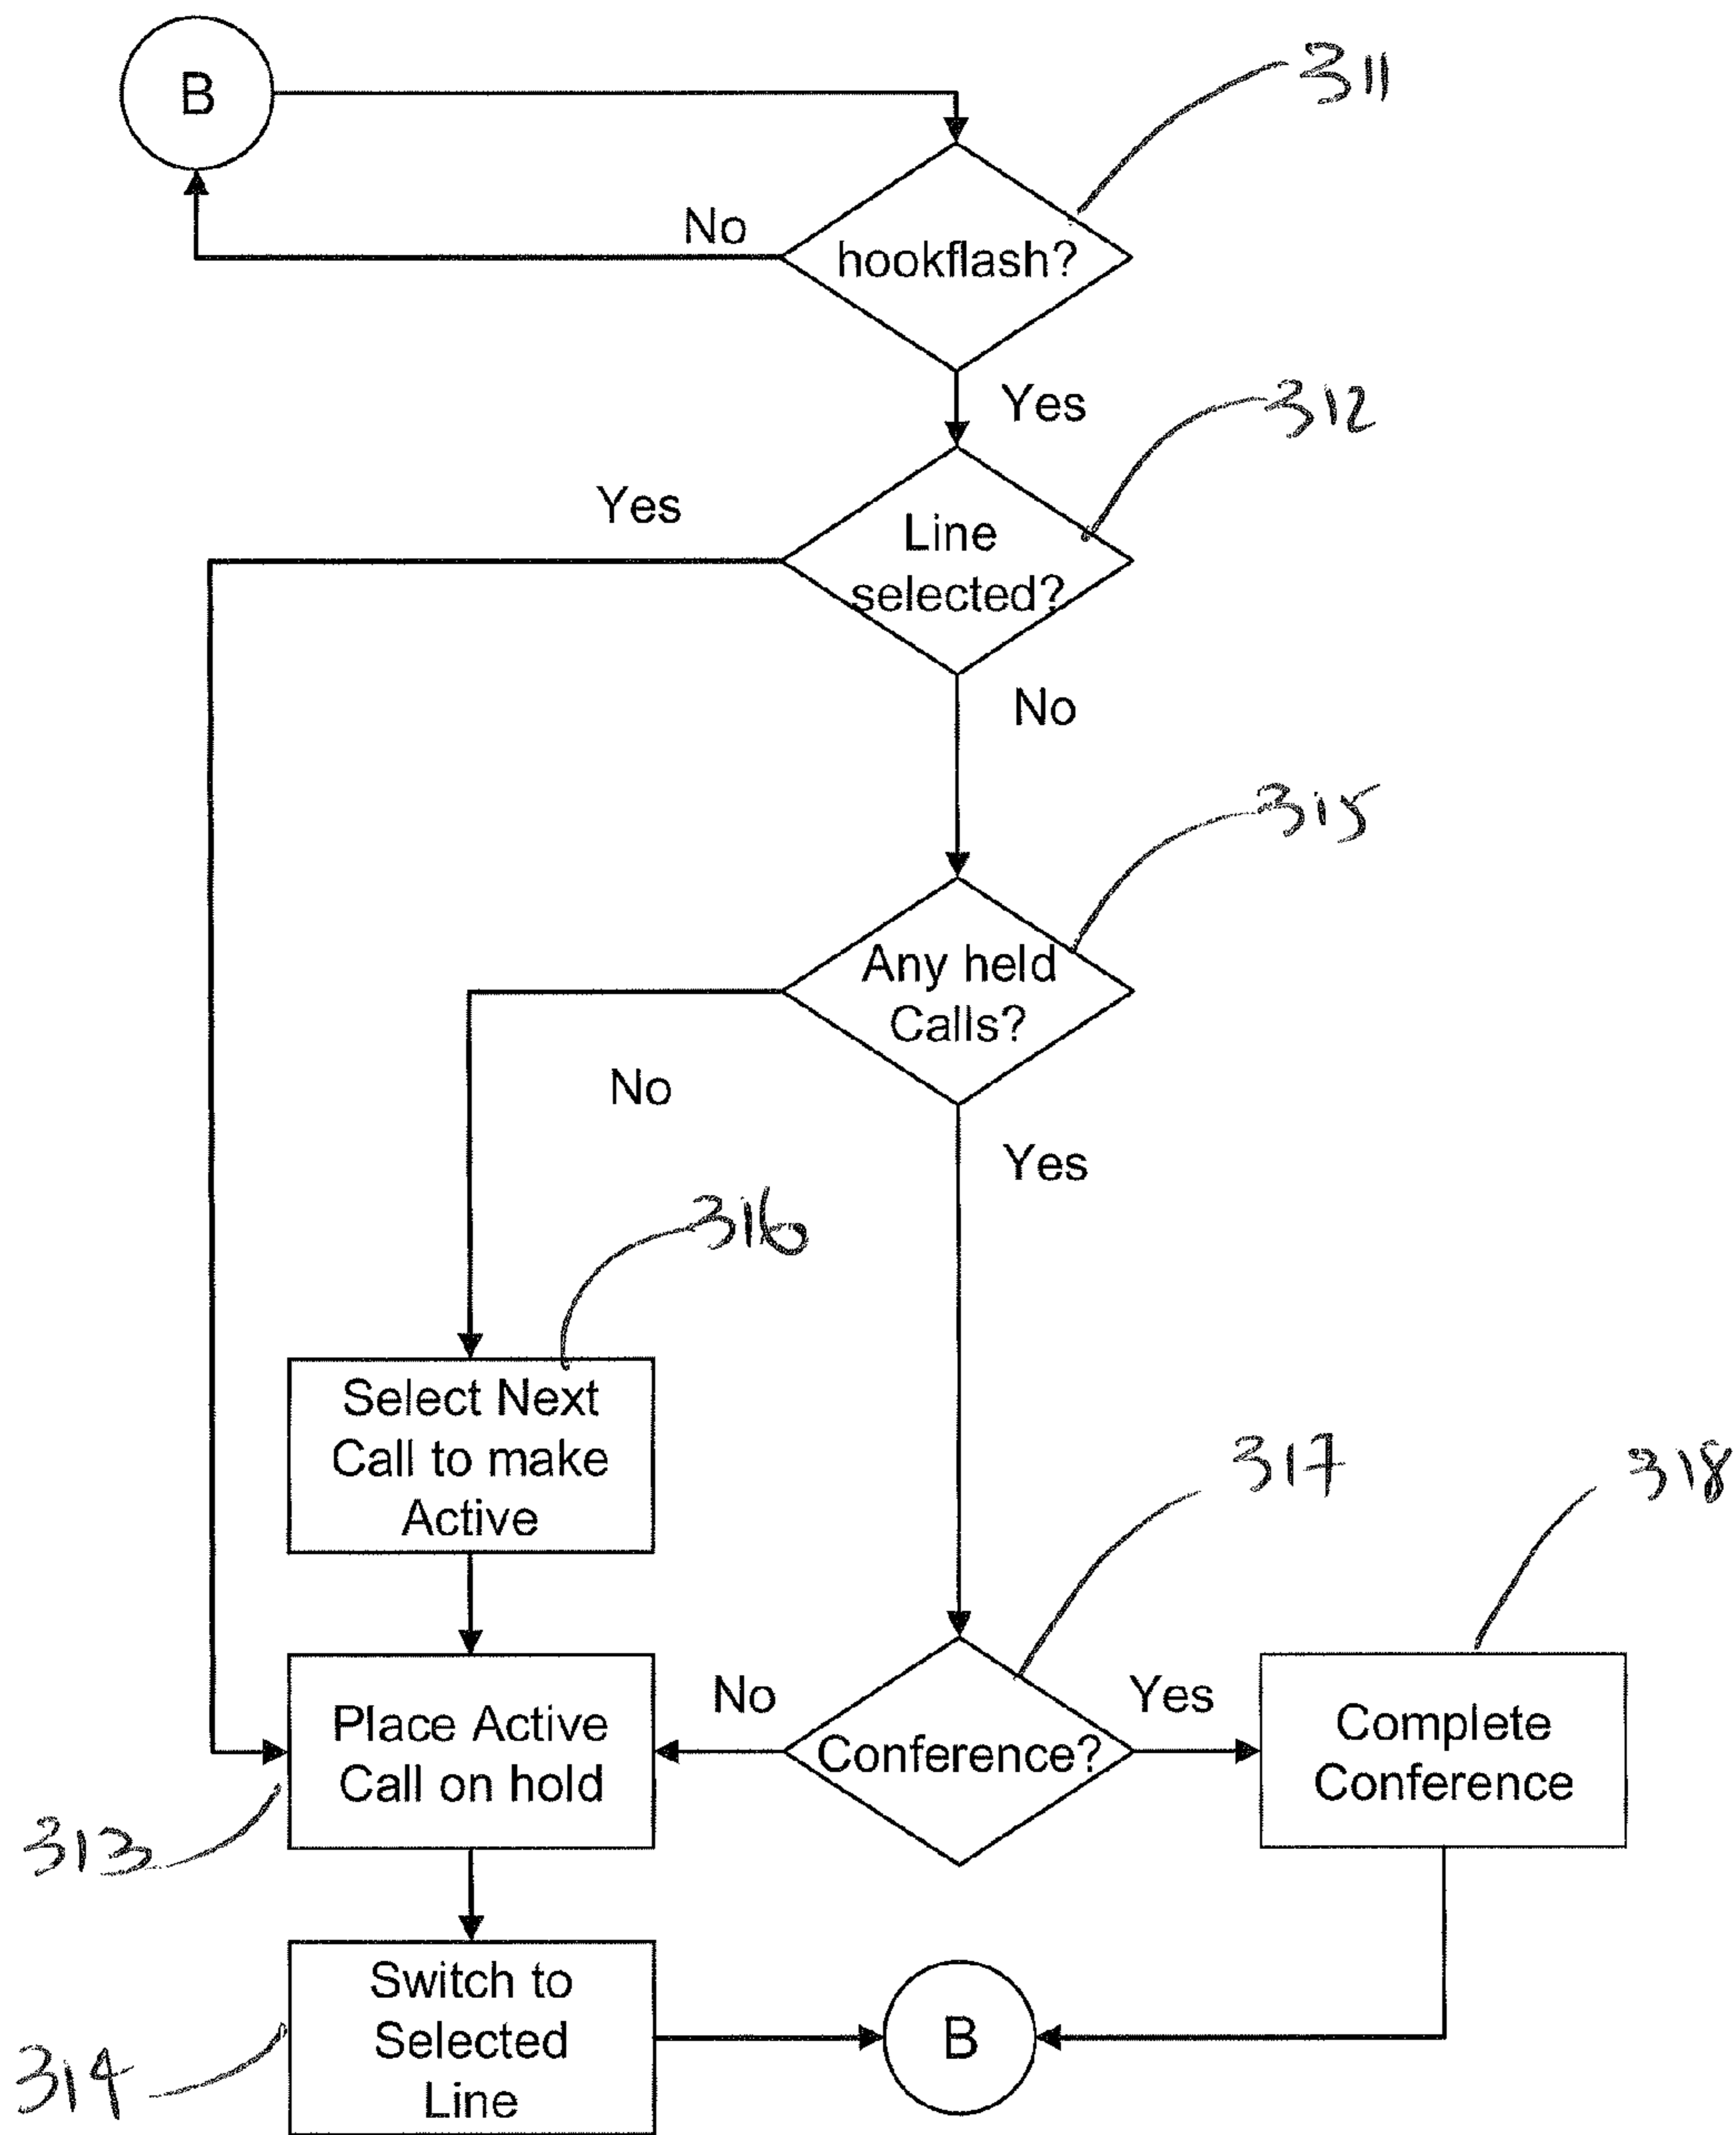 B
311
No
hookflash?
Yes
312
Yes
Line
selected?
No
315
Any held
Calls?
No
Yes
316
Select Next
Call to make
Active
317
318
No
Yes
Place Active
Call on hold
Conference?
Complete
Conference
313
Switch to
Selected
Line
B
314